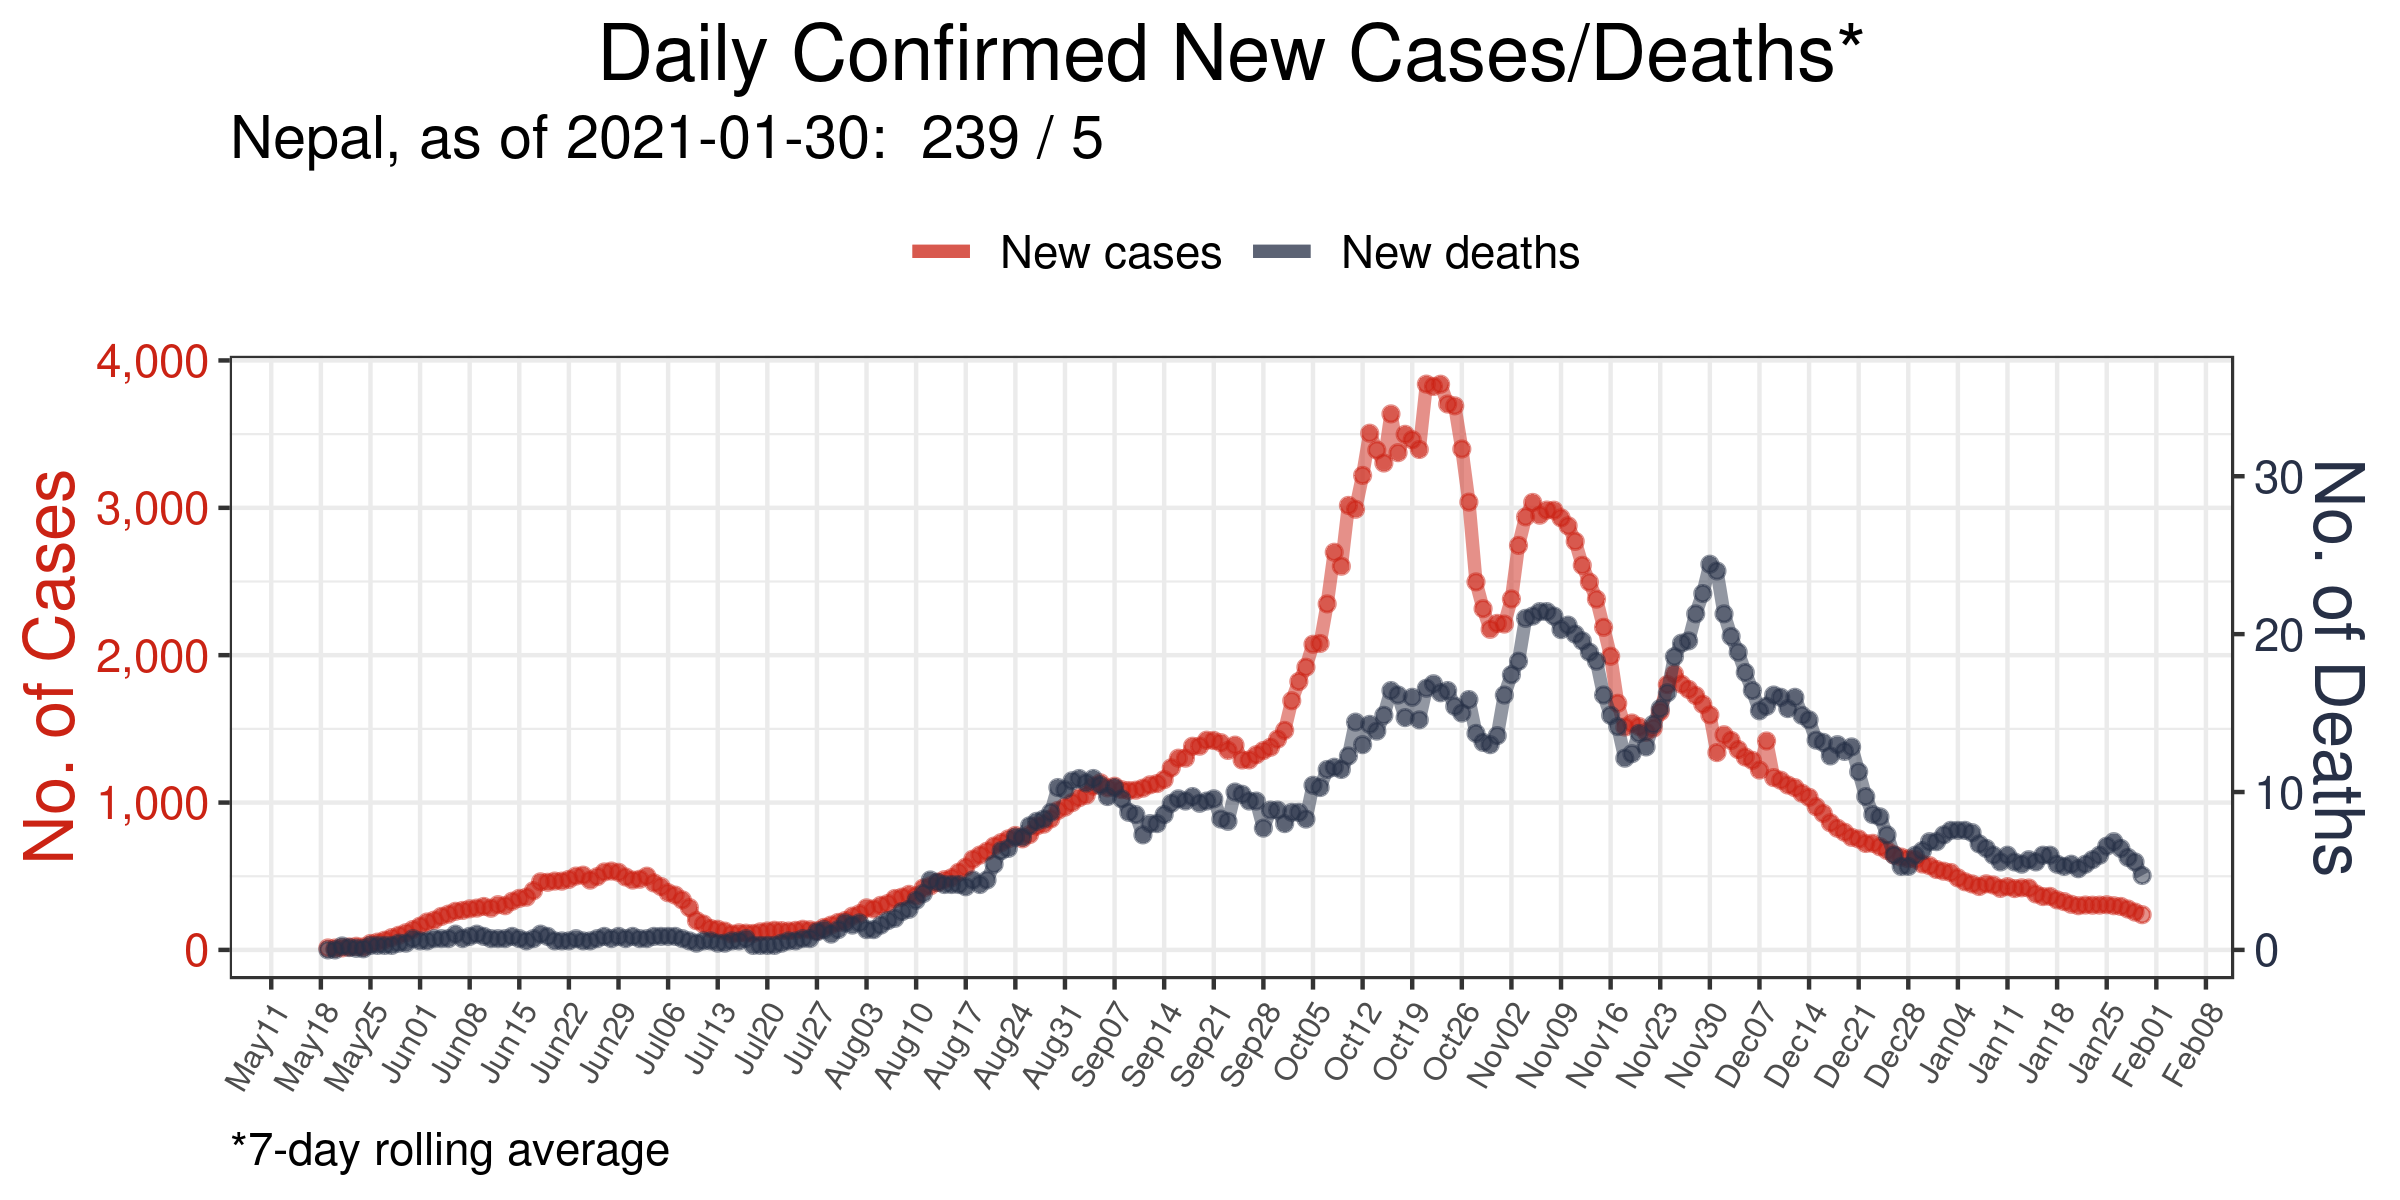 Daily Confirmed New Cases/Deaths*
Nepal, as of 2021-01-30:  239 / 5
New cases New deaths
No. of Cases
4,000
3,000
2,000
1,000
0
30
20
10
0
No. of Deaths
May11 May18 May25 Jun01 Jun08 Jun15 Jun22 Jun29 Jul06 Jul13 Jul20 Jul27 Aug03 Aug10 Aug17 Aug24 Aug31 Sep07 Sep14 Sep21 Sep28 Oct05 Oct12 Oct19 Oct26 Nov02 Nov09 Nov16 Nov23 Nov30 Dec07 Dec14 Dec21 Dec28 Jan04 Jan11 Jan18 Jan25 Feb01 Feb08
*7-day rolling average